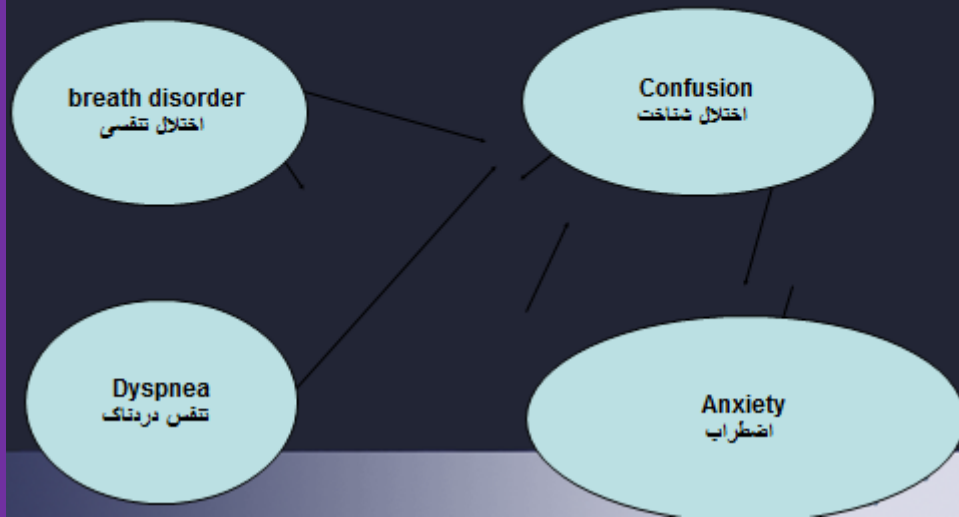 breath disorder
اختلال تنفسی
Confusion
اختلال شناخت
Dyspnea
تنفس دردناک
Anxiety
اضطراب